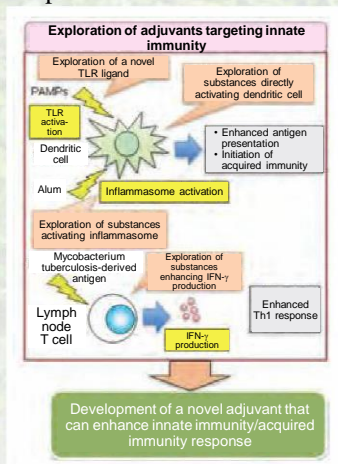 Exploration of adjuvants targeting innate
immunity
Exploration of a novel
TLR ligand
PAMPs
Exploration of
substances directly
activating dendritic cell
TLR
activa-
tion
Dendritic
cell
• Enhanced antigen
presentation
• Initiation of
acquired immunity
Alum
Inflammasome activation
Exploration of substances
activating inflammasome
Mycobacterium
tuberculosis-derived
antigen
Exploration of
substances
enhancing IFN-γ
production
Lymph
node
T cell
IFN-γ
production
Enhanced
Th1 response
Development of a novel adjuvant that
can enhance innate immunity/acquired
immunity response